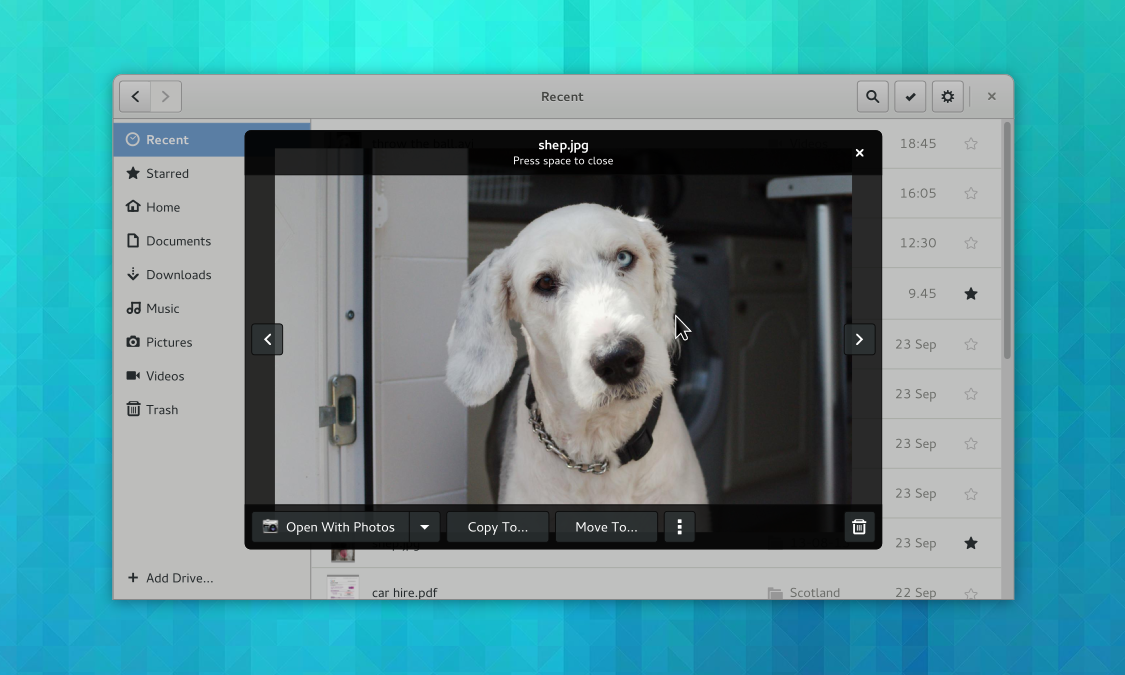 Recent
Recent
Starred
Home
Documents
Downloads
Music
Pictures
Videos
Trash
Add Drive...
shep.jpg
Press space to close
Open With Photos
Copy To...
Move To...
18:45
16:05
12:30
9.45
23 Sep
23 Sep
23 Sep
23 Sep
23 Sep
car hire.pdf Scotland 22 Sep